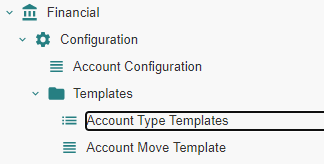 Financial
Configuration
Account Configuration
Templates
Account Type Templates
Account Move Template